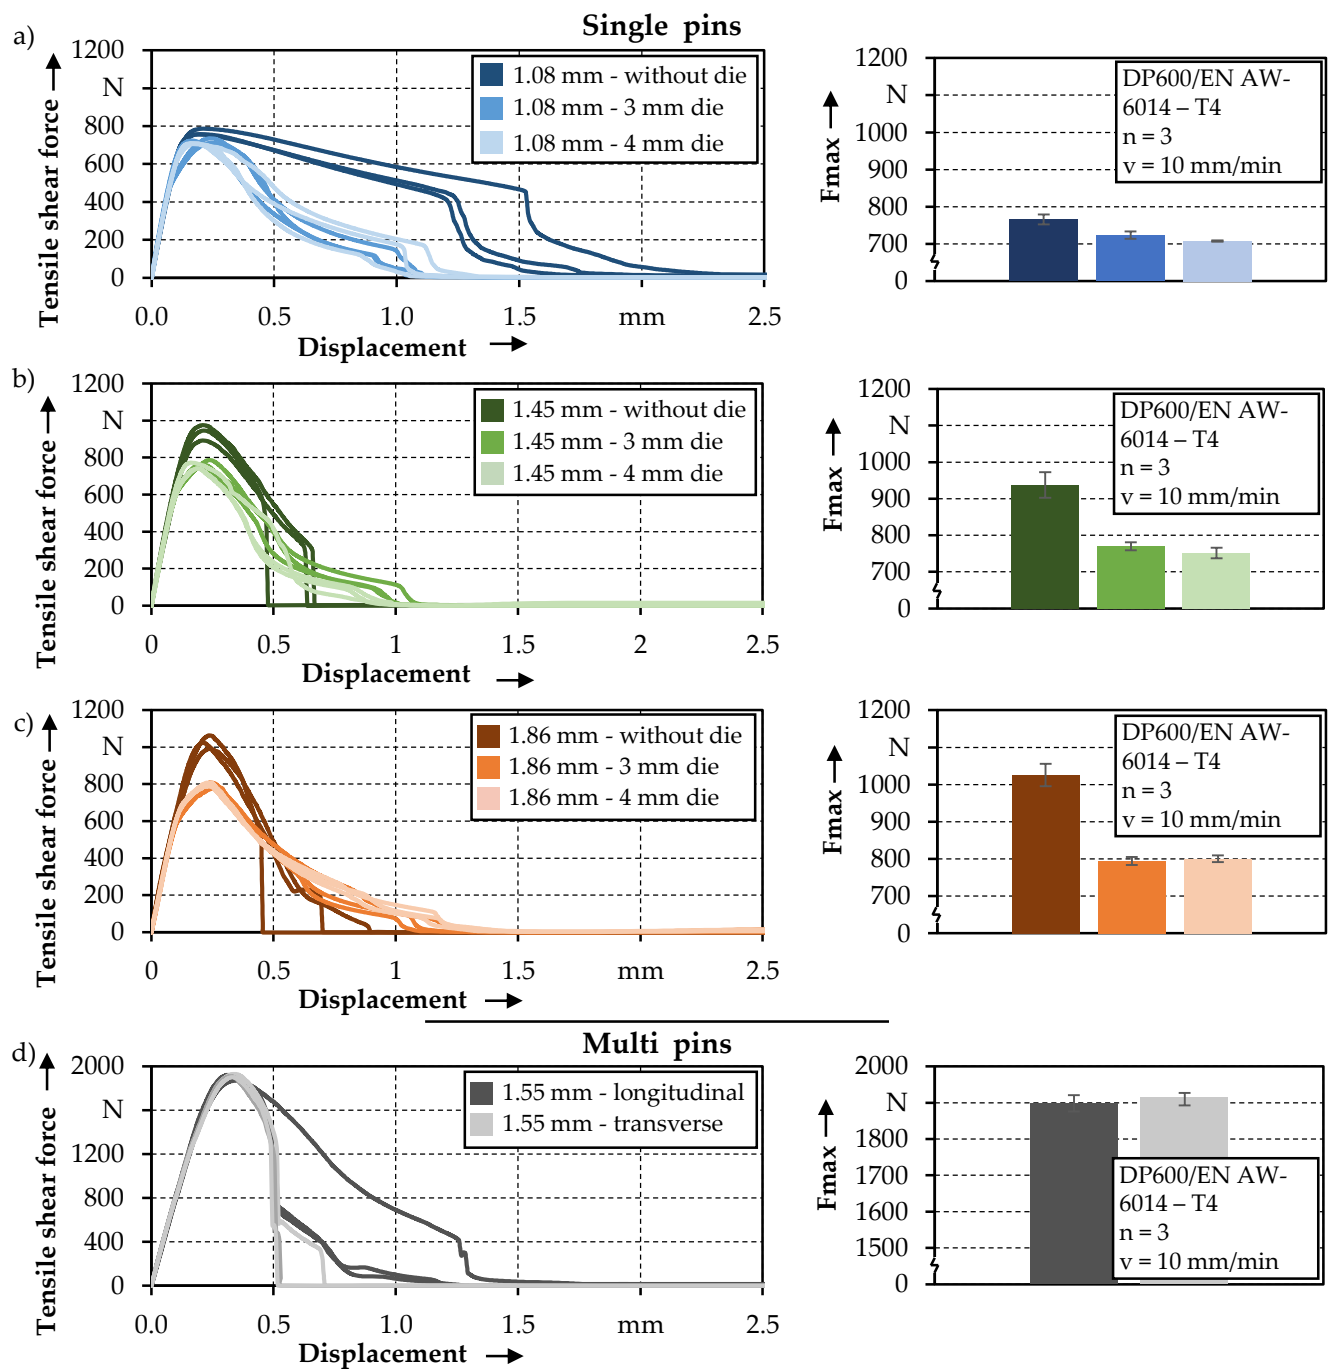 Single pins
a)
Tensile shear force
1200
N
800
600
400
200
0
0.0
0.5
1.0
1.5
mm
2.5
Displacement
1.08 mm - without die
1.08 mm - 3 mm die
1.08 mm - 4 mm die
Fmax
1200
N
1000
900
800
700
0
DP600/EN AW-
6014 – T4
n = 3
v = 10 mm/min
b)
Tensile shear force
1200
N
800
600
400
200
0
0
0.5
1
1.5
2
2.5
Displacement
1.45 mm - without die
1.45 mm - 3 mm die
1.45 mm - 4 mm die
Fmax
1200
N
1000
900
800
700
0
DP600/EN AW-
6014 – T4
n = 3
v = 10 mm/min
c)
Tensile shear force
1200
N
800
600
400
200
0
0
0.5
1
1.5
mm
2.5
Displacement
1.86 mm - without die
1.86 mm - 3 mm die
1.86 mm - 4 mm die
Fmax
1200
N
1000
900
800
700
0
DP600/EN AW-
6014 – T4
n = 3
v = 10 mm/min
Multi pins
d)
Tensile shear force
2000
N
1200
800
400
0
0.0
0.5
1.0
1.5
mm
2.5
Displacement
1.55 mm - longitudinal
1.55 mm - transverse
Fmax
2000
N
1800
1700
1600
1500
0
DP600/EN AW-
6014 – T4
n = 3
v = 10 mm/min